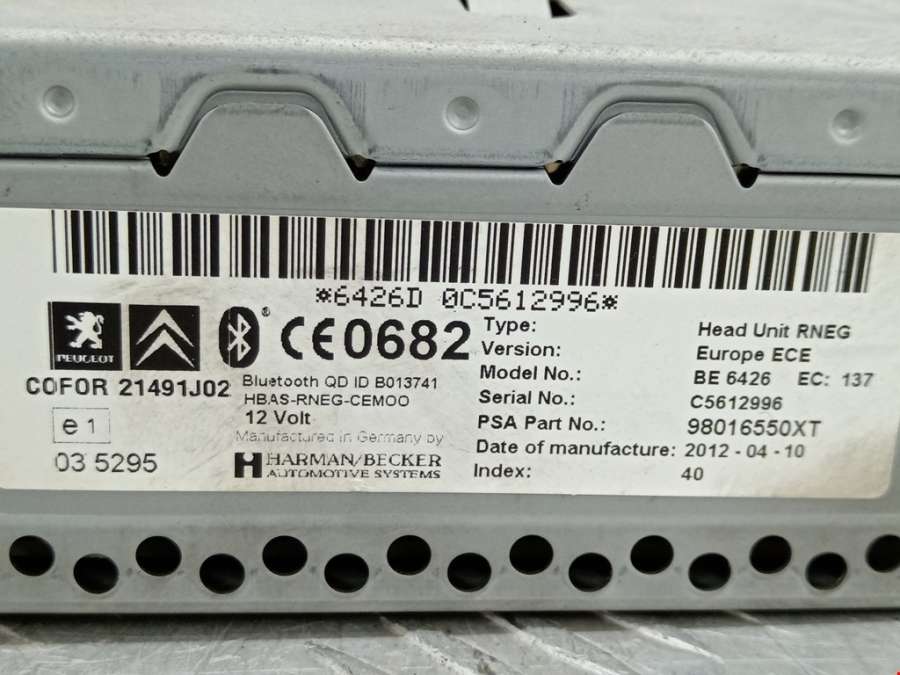 *6426D 0C5612996*
PEUGEOT
CE0682
COFOR 21491J02
Bluetooth QD ID B013741
HBAS-RNEG-CEMOO
12 Volt
Manufactured in Germany by
HARMAN/BECKER
AUTOMOTIVE SYSTEMS
e1
03 5295
Type: Head Unit RNEG
Version: Europe ECE
Model No.: BE 6426 EC: 137
Serial No.: C5612996
PSA Part No.: 98016550XT
Date of manufacture: 2012 - 04 - 10
Index: 40